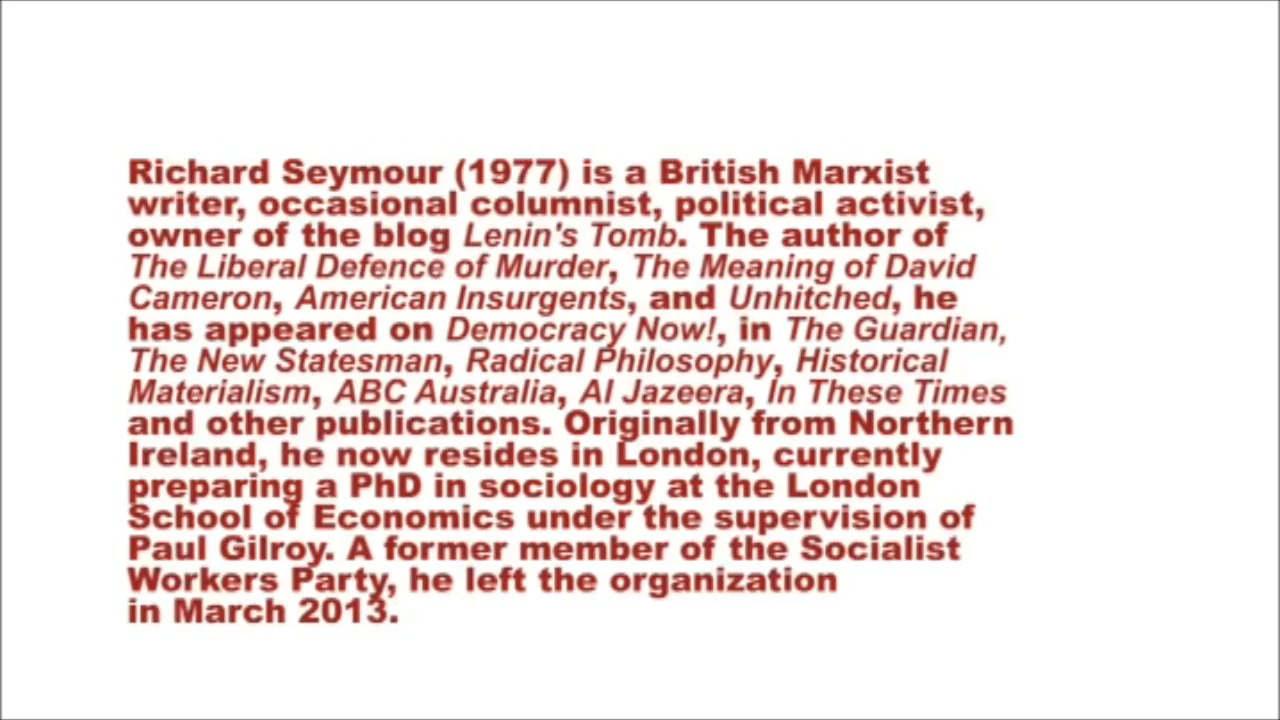 Richard Seymour (1977) is a British Marxist
writer, occasional columnist, political activist,
owner of the blog Lenin's Tomb. The author of
The Liberal Defence of Murder, The Meaning of David
Cameron, American Insurgents, and Unhitched, he
has appeared on Democracy Now!, in The Guardian,
The New Statesman, Radical Philosophy, Historical
Materialism, ABC Australia, Al Jazeera, In These Times
and other publications. Originally from Northern
Ireland, he now resides in London, currently
preparing a PhD in sociology at the London
School of Economics under the supervision of
Paul Gilroy. A former member of the Socialist
Workers Party, he left the organization
in March 2013.